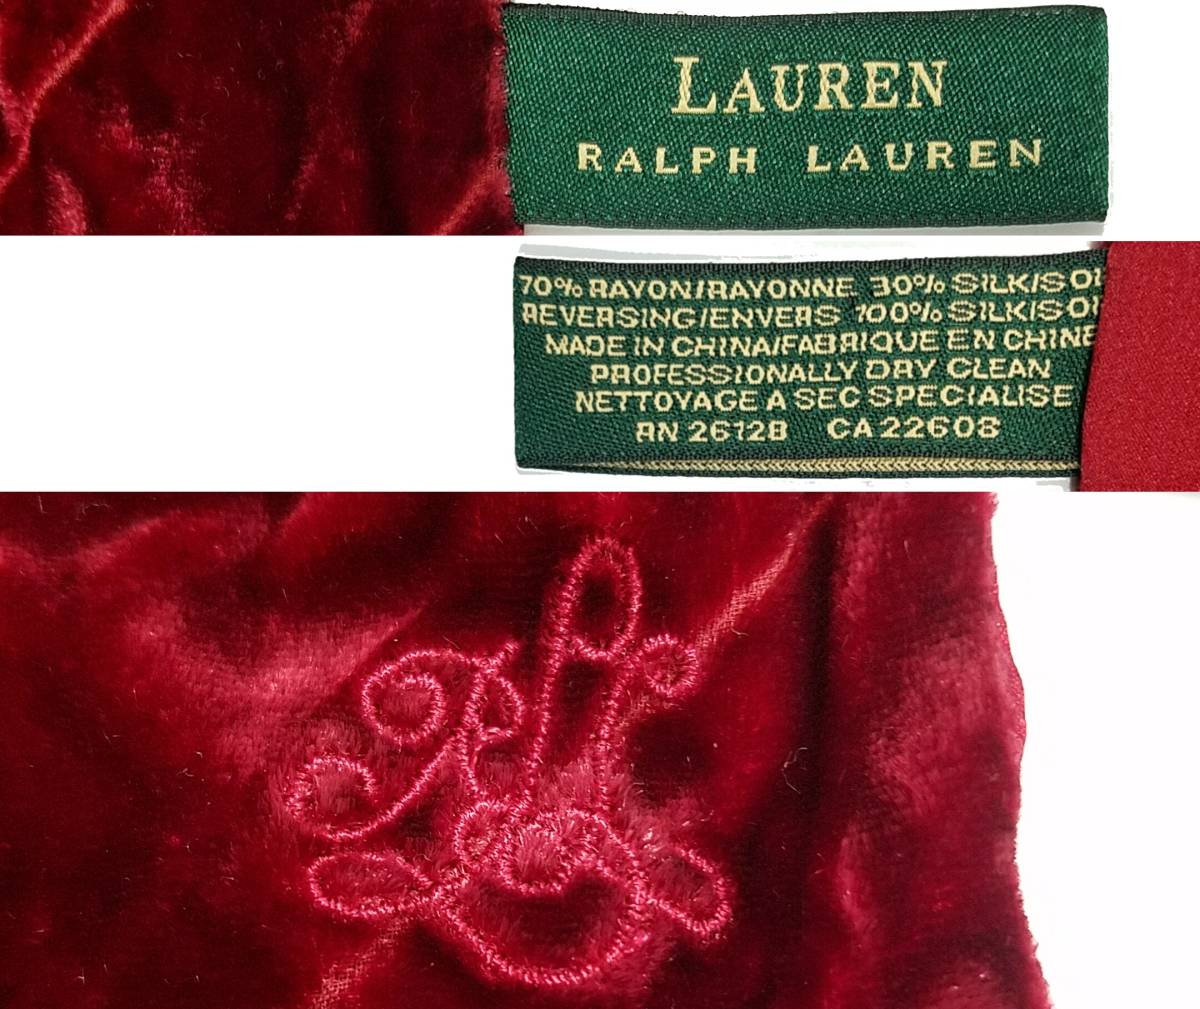 LAUREN
RALPH LAUREN
70% RAYON/RAYONNE 30% SILK/SOI
REVERSING/ENVERS 100% SILK/SOI
MADE IN CHINA/FABRIQUE EN CHINE
PROFESSIONALLY DRY CLEAN
NETTOYAGE A SEC SPECIALISE
RN 26128 CA 22608